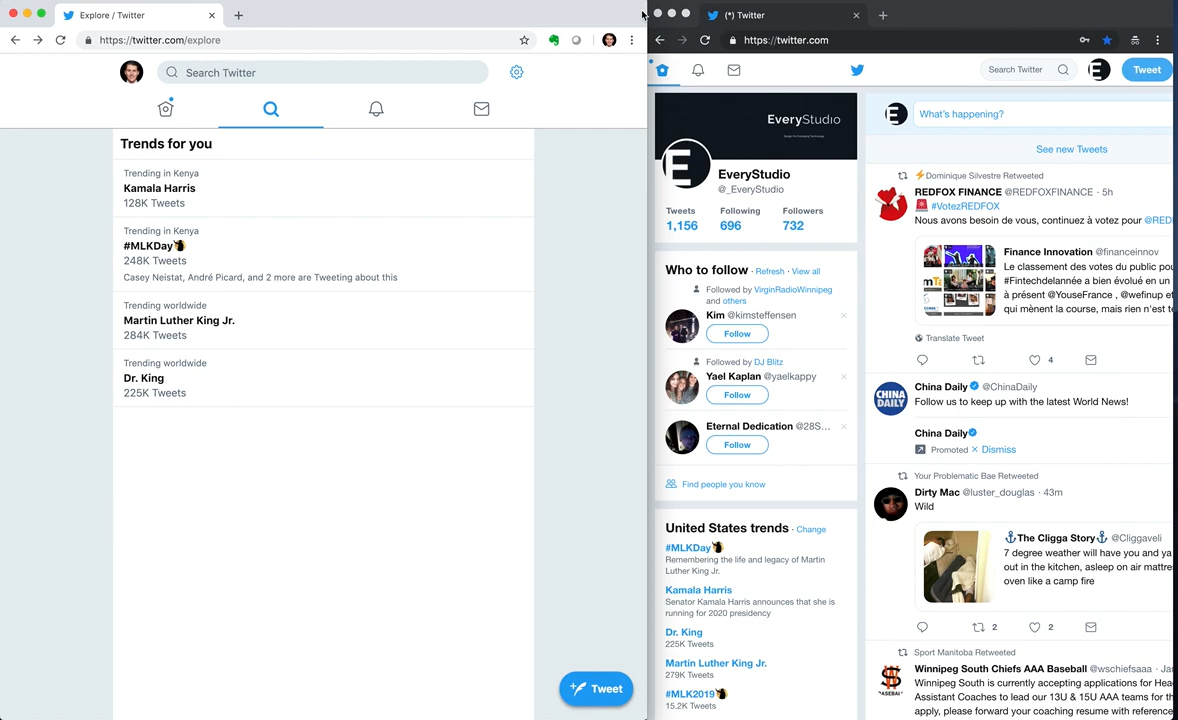 Explore / Twitter
https://twitter.com/explore
Search Twitter
Trends for you
Trending in Kenya
Kamala Harris
128K Tweets
Trending in Kenya
#MLKDay
248K Tweets
Casey Neistat, André Picard, and 2 more are Tweeting about this
Trending worldwide
Martin Luther King Jr.
284K Tweets
Trending worldwide
Dr. King
225K Tweets
Tweet
(*) Twitter
https://twitter.com
Search Twitter
Tweet
EveryStudio
E
EveryStudio
@_EveryStudio
Tweets Following Followers
1,156 696 732
Who to follow · Refresh · View all
Followed by VirginRadioWinnipeg
and others
Kim @kimsteffensen
Follow
Followed by DJ Blitz
Yael Kaplan @yaelkappy
Follow
Eternal Dedication @28S...
Follow
Find people you know
United States trends · Change
#MLKDay
Remembering the life and legacy of Martin
Luther King Jr.
Kamala Harris
Senator Kamala Harris announces that she is
running for 2020 presidency
Dr. King
225K Tweets
Martin Luther King Jr.
279K Tweets
#MLK2019
15.2K Tweets
What's happening?
See new Tweets
⚡Dominique Silvestre Retweeted
REDFOX FINANCE @REDFOXFINANCE · 5h
🚨 #VotezREDFOX
Nous avons besoin de vous, continuez à votez pour @RED
Finance Innovation @financeinnov
Le classement des votes du public pou
#Fintechdelannée a bien évolué en un
à présent @YouseFrance , @wefinup et
qui mènent la course, mais rien n'est te
Translate Tweet
4
CHINA
DAILY
China Daily @ChinaDaily
Follow us to keep up with the latest World News!
China Daily
Promoted × Dismiss
Your Problematic Bae Retweeted
Dirty Mac @luster_douglas · 43m
Wild
⚓The Cligga Story⚓ @Cliggaveli
7 degree weather will have you and ya
out in the kitchen, asleep on air mattre
oven like a camp fire
2 2
Sport Manitoba Retweeted
Winnipeg South Chiefs AAA Baseball @wschiefsaaa · Ja
Winnipeg South is currently accepting applications for Hea
Assistant Coaches to lead our 13U & 15U AAA teams for th
apply, please forward your coaching resume with reference